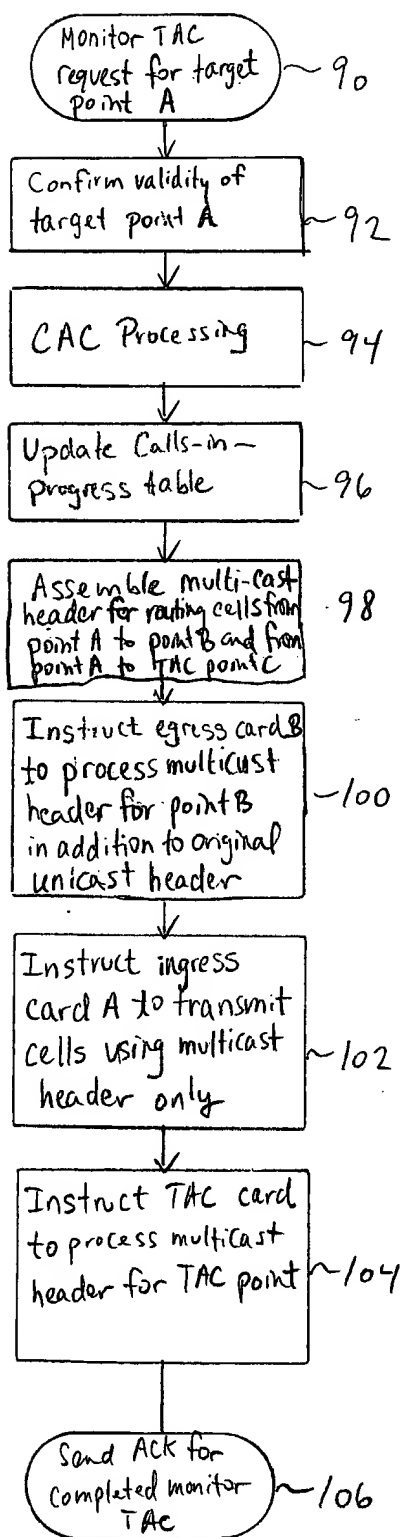 Monitor TAC
request for target
point A
90
Confirm validity of
target point A
92
CAC Processing
94
Update Calls-in-
progress table
96
Assemble multi-cast
header for routing cells from
point A to point B and from
point A to TAC point C
98
Instruct egress card B
to process multicast
header for point B
in addition to original
unicast header
100
Instruct ingress
card A to transmit
cells using multicast
header only
102
Instruct TAC card
to process multicast
header for TAC point
104
Send ACK for
completed monitor
TAC
106